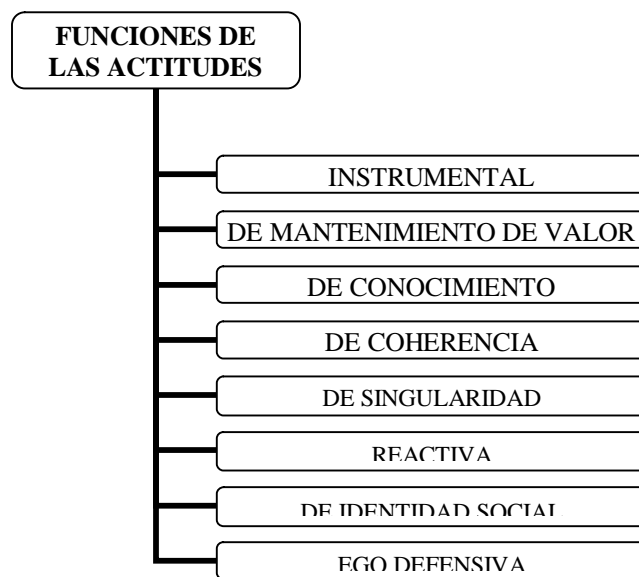 FUNCIONES DE
LAS ACTITUDES
INSTRUMENTAL
DE MANTENIMIENTO DE VALOR
DE CONOCIMIENTO
DE COHERENCIA
DE SINGULARIDAD
REACTIVA
DE IDENTIDAD SOCIAL
EGO DEFENSIVA